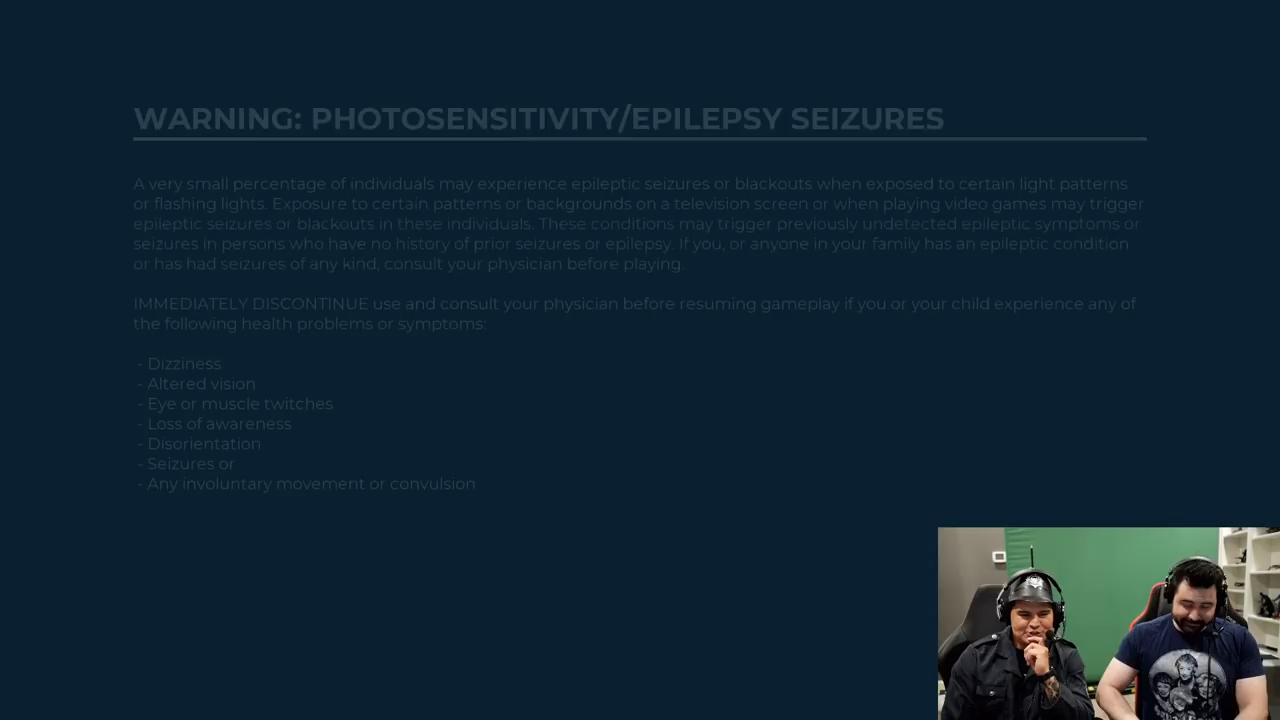 WARNING: PHOTOSENSITIVITY/EPILEPSY SEIZURES
A very small percentage of individuals may experience epileptic seizures or blackouts when exposed to certain light patterns
or flashing lights. Exposure to certain patterns or backgrounds on a television screen or when playing video games may trigger
epileptic seizures or blackouts in these individuals. These conditions may trigger previously undetected epileptic symptoms or
seizures in persons who have no history of prior seizures or epilepsy. If you, or anyone in your family has an epileptic condition
or has had seizures of any kind, consult your physician before playing.
IMMEDIATELY DISCONTINUE use and consult your physician before resuming gameplay if you or your child experience any of
the following health problems or symptoms:
- Dizziness
- Altered vision
- Eye or muscle twitches
- Loss of awareness
- Disorientation
- Seizures or
- Any involuntary movement or convulsion